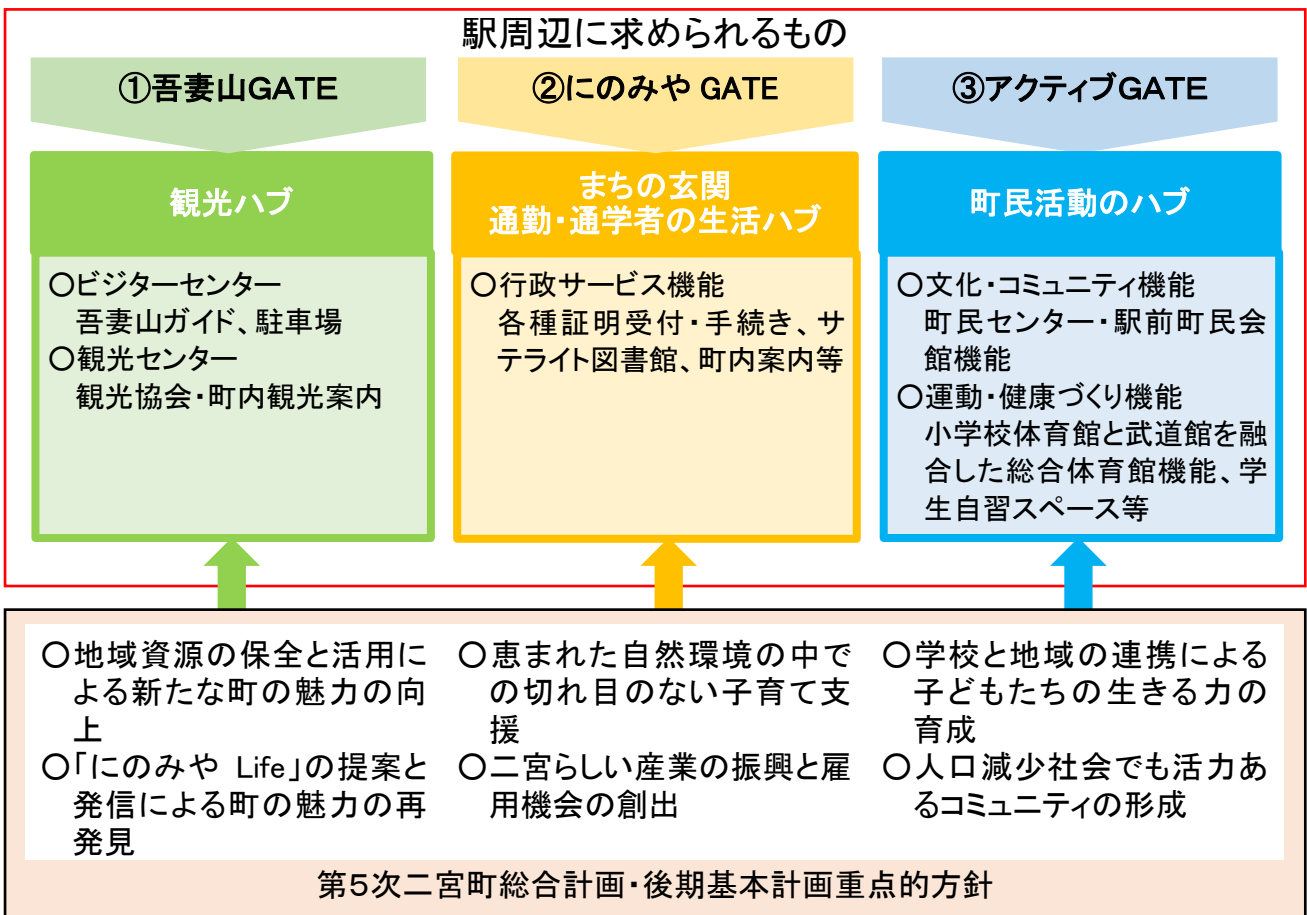 駅周辺に求められるもの
①吾妻山GATE
観光ハブ
〇ビジターセンター
吾妻山ガイド、駐車場
〇観光センター
観光協会・町内観光案内
②にのみや GATE
まちの玄関
通勤・通学者の生活ハブ
〇行政サービス機能
各種証明受付・手続き、サ
テライト図書館、町内案内等
③アクティブGATE
町民活動のハブ
〇文化・コミュニティ機能
町民センター・駅前町民会
館機能
〇運動・健康づくり機能
小学校体育館と武道館を融
合した総合体育館機能、学
生自習スペース等
〇地域資源の保全と活用に
よる新たな町の魅力の向
上
〇「にのみや Life」の提案と
発信による町の魅力の再
発見
〇恵まれた自然環境の中で
の切れ目のない子育て支
援
〇二宮らしい産業の振興と雇
用機会の創出
〇学校と地域の連携による
子どもたちの生きる力の
育成
〇人口減少社会でも活力あ
るコミュニティの形成
第5次二宮町総合計画・後期基本計画重点的方針